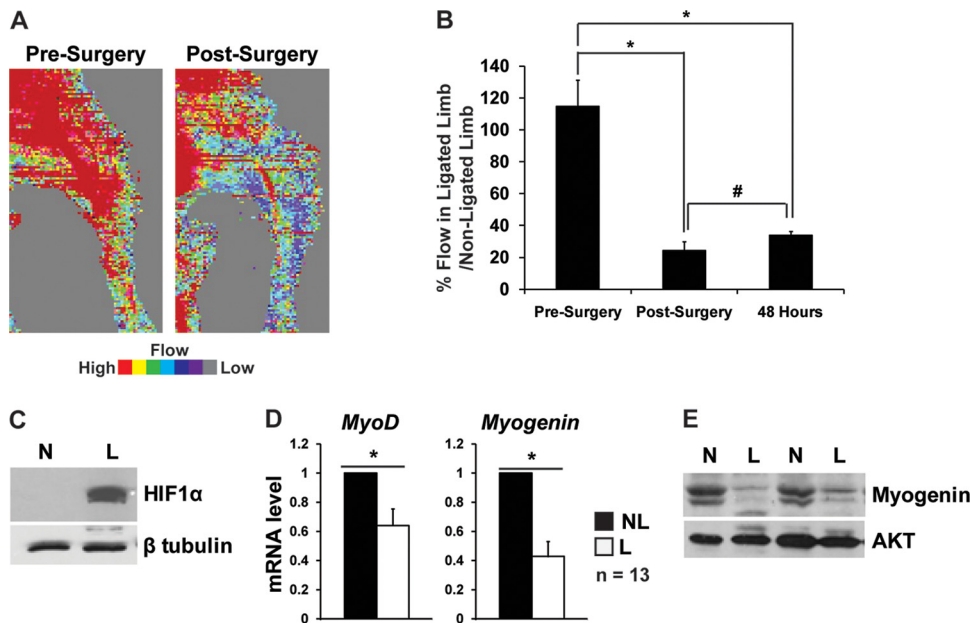 A
Pre-Surgery Post-Surgery
Flow
High Low
B
% Flow in Ligated Limb
/Non-Ligated Limb
140
120
100
80
60
40
20
0
*
*
#
Pre-Surgery Post-Surgery 48 Hours
C
N L
HIF1α
β tubulin
D
MyoD Myogenin
mRNA level
1.2
1
0.8
0.6
0.4
0.2
0
*
1.2
1
0.8
0.6
0.4
0.2
0
*
NL
L
n = 13
E
N L N L
Myogenin
AKT